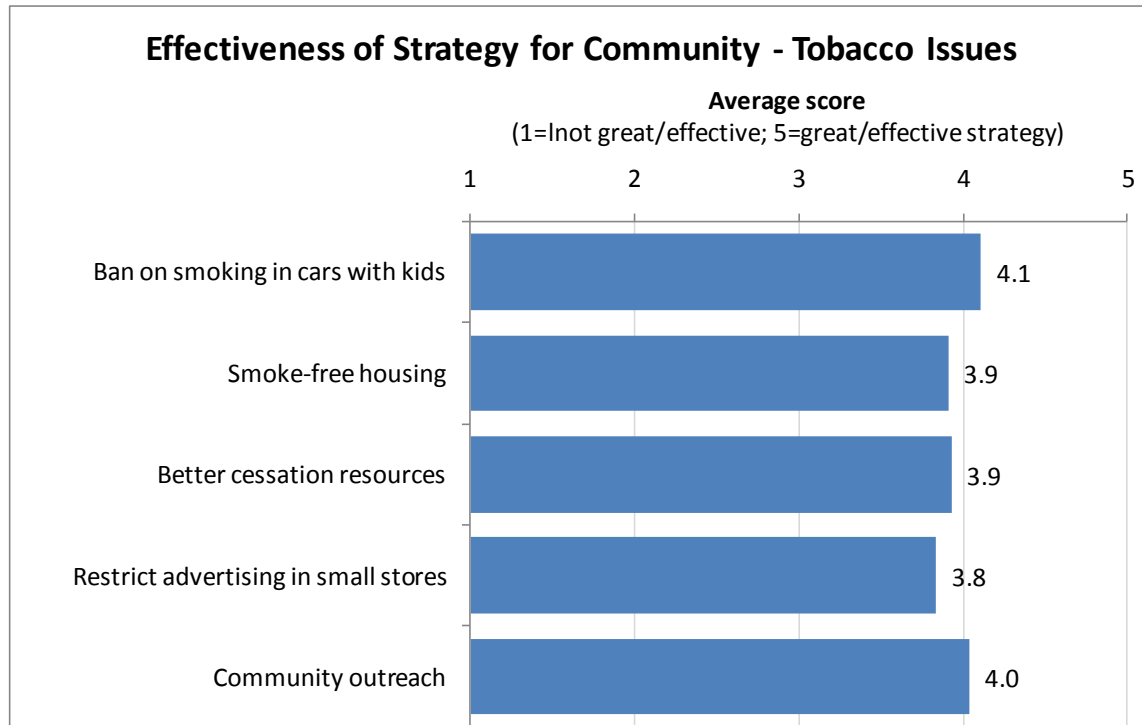 Effectiveness of Strategy for Community - Tobacco Issues
Average score
(1=lnot great/effective; 5=great/effective strategy)
1 2 3 4 5
Ban on smoking in cars with kids 4.1
Smoke-free housing 3.9
Better cessation resources 3.9
Restrict advertising in small stores 3.8
Community outreach 4.0